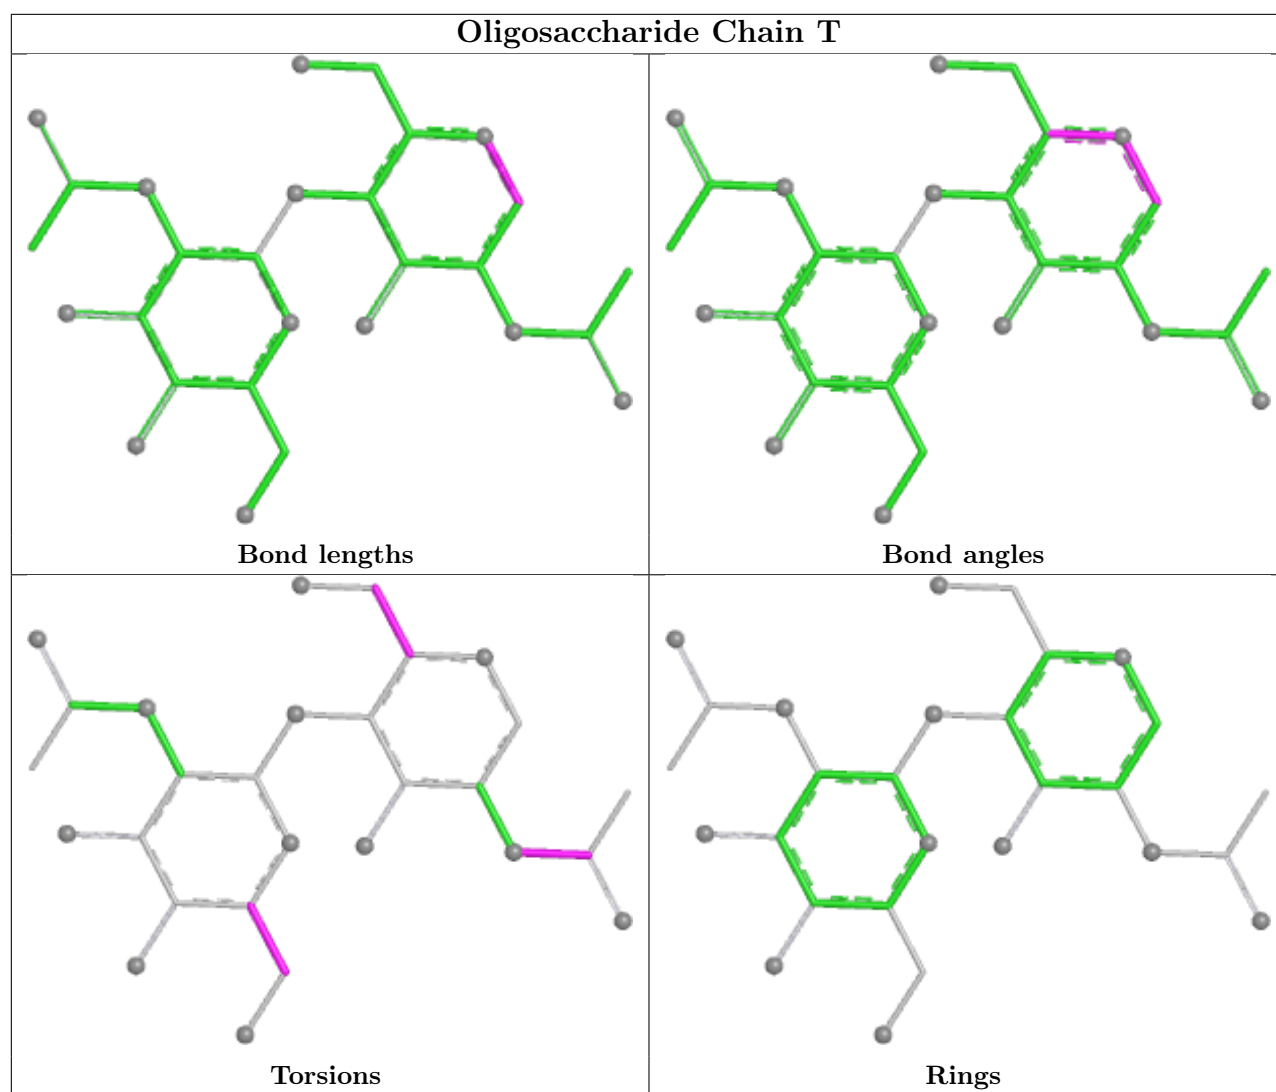 Oligosaccharide Chain T
Bond lengths
Bond angles
Torsions
Rings